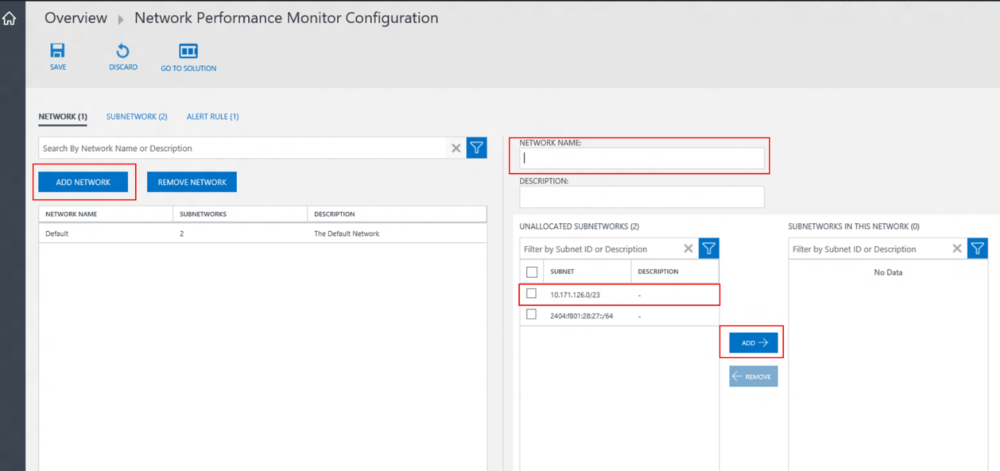 Overview Network Performance Monitor Configuration
SAVE DISCARD GO TO SOLUTION
NETWORK (1) SUBNETWORK (2) ALERT RULE (1)
Search By Network Name or Description
ADD NETWORK REMOVE NETWORK
NETWORK NAME SUBNETWORKS DESCRIPTION
Default 2 The Default Network
NETWORK NAME:
DESCRIPTION:
UNALLOCATED SUBNETWORKS (2)
Filter by Subnet ID or Description
SUBNET DESCRIPTION
10.171.126.0/23 -
2404:f801:28:27::/64 -
ADD
REMOVE
SUBNETWORKS IN THIS NETWORK (0)
Filter by Subnet ID or Description
No Data